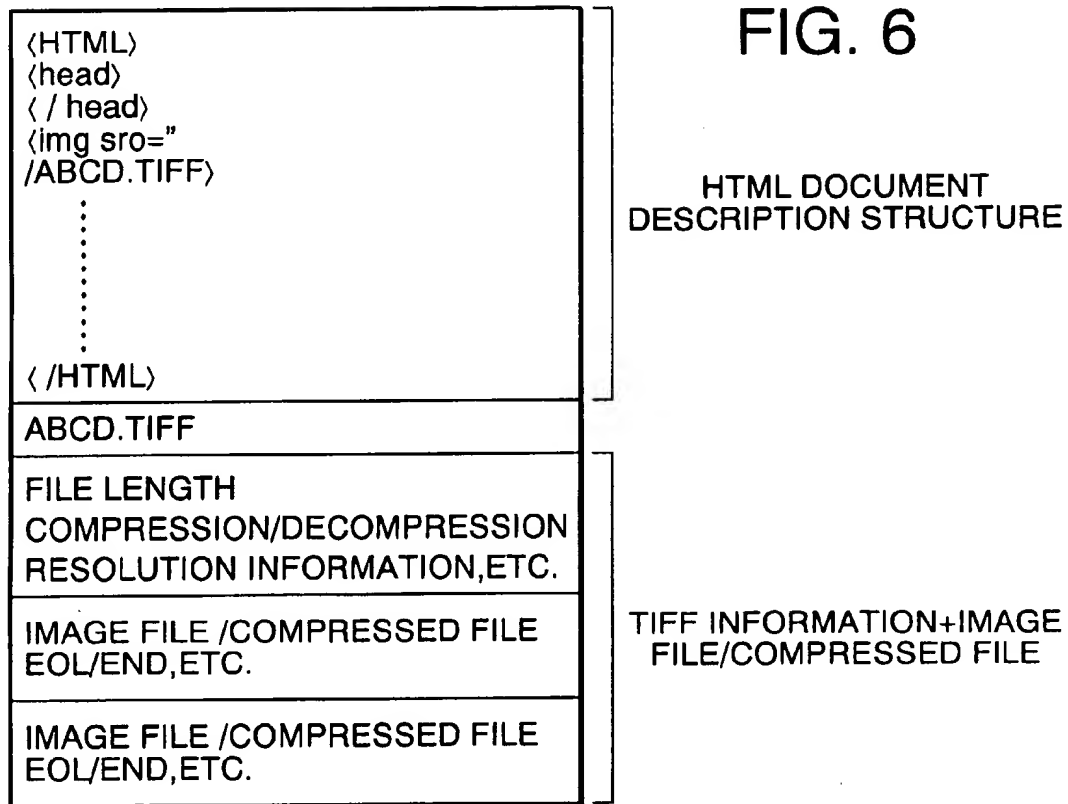 FIG. 6
⟨HTML⟩
⟨head⟩
⟨ / head⟩
⟨img sro="
/ABCD.TIFF⟩
⟨ /HTML⟩
HTML DOCUMENT
DESCRIPTION STRUCTURE
ABCD.TIFF
FILE LENGTH
COMPRESSION/DECOMPRESSION
RESOLUTION INFORMATION,ETC.
IMAGE FILE /COMPRESSED FILE
EOL/END,ETC.
IMAGE FILE /COMPRESSED FILE
EOL/END,ETC.
TIFF INFORMATION+IMAGE
FILE/COMPRESSED FILE